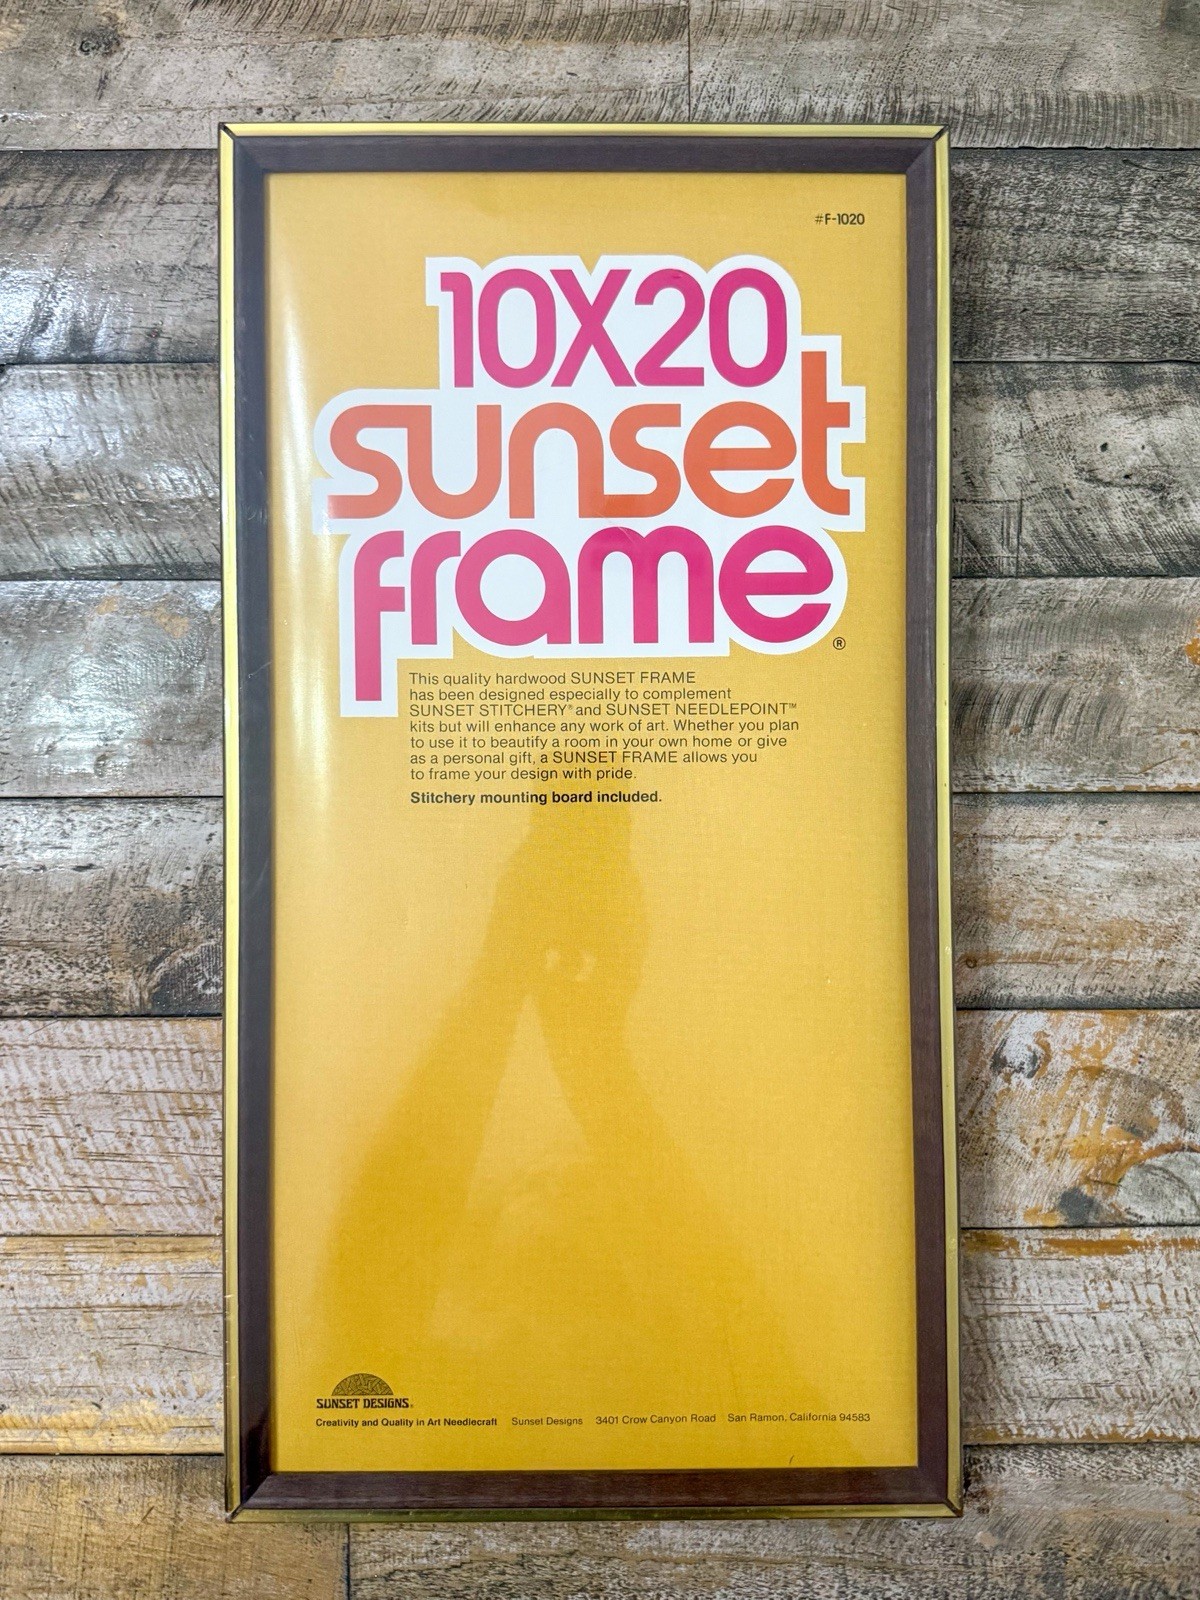 #F-1020
10X20
sunset
frame®
This quality hardwood SUNSET FRAME
has been designed especially to complement
SUNSET STITCHERY® and SUNSET NEEDLEPOINT™
kits but will enhance any work of art. Whether you plan
to use it to beautify a room in your own home or give
as a personal gift, a SUNSET FRAME allows you
to frame your design with pride.
Stitchery mounting board included.
SUNSET DESIGNS®
Creativity and Quality in Art Needlecraft Sunset Designs 3401 Crow Canyon Road San Ramon, California 94583